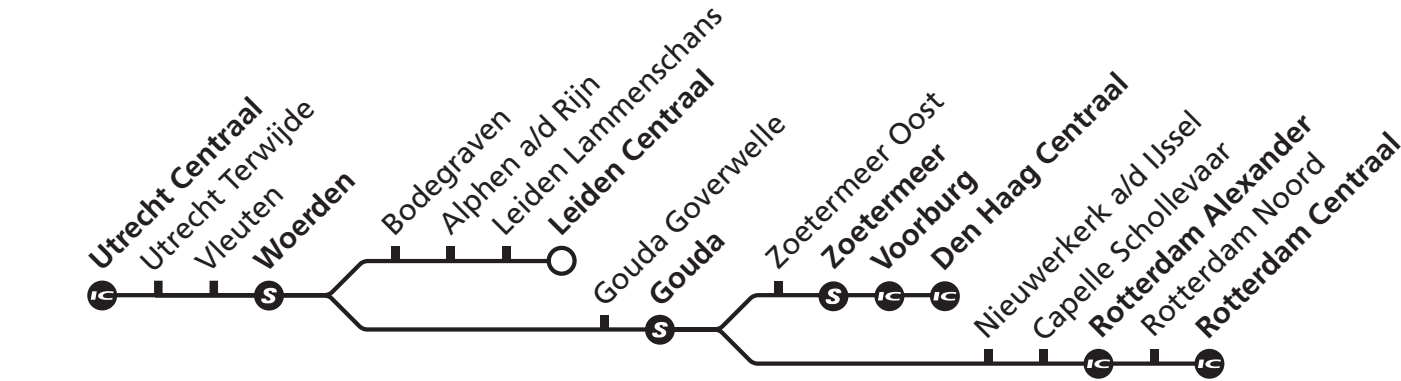 Utrecht Centraal
Utrecht Terwijde
Vleuten
Woerden
Bodegraven
Alphen a/d Rijn
Leiden Lammenschans
Leiden Centraal
Gouda Goverwelle
Gouda
Zoetermeer Oost
Zoetermeer
Voorburg
Den Haag Centraal
Nieuwerkerk a/d IJssel
Capelle Schollevaar
Rotterdam Alexander
Rotterdam Noord
Rotterdam Centraal
IC
S
S
S
IC
IC
IC
IC